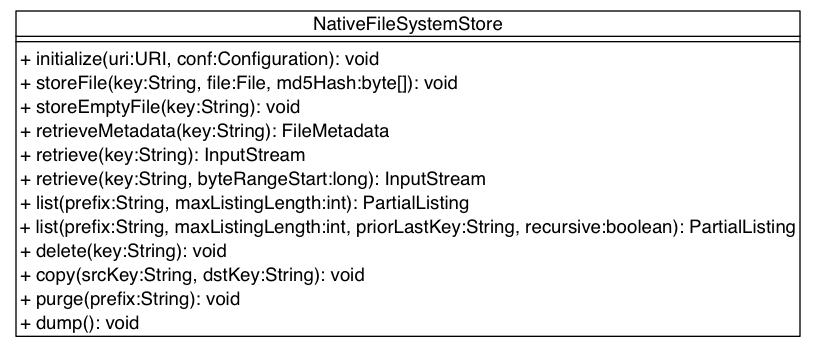 NativeFileSystemStore
+ initialize(uri:URI, conf:Configuration): void
+ storeFile(key:String, file:File, md5Hash:byte[]): void
+ storeEmptyFile(key:String): void
+ retrieveMetadata(key:String): FileMetadata
+ retrieve(key:String): InputStream
+ retrieve(key:String, byteRangeStart:long): InputStream
+ list(prefix:String, maxListingLength:int): PartialListing
+ list(prefix:String, maxListingLength:int, priorLastKey:String, recursive:boolean): PartialListing
+ delete(key:String): void
+ copy(srcKey:String, dstKey:String): void
+ purge(prefix:String): void
+ dump(): void